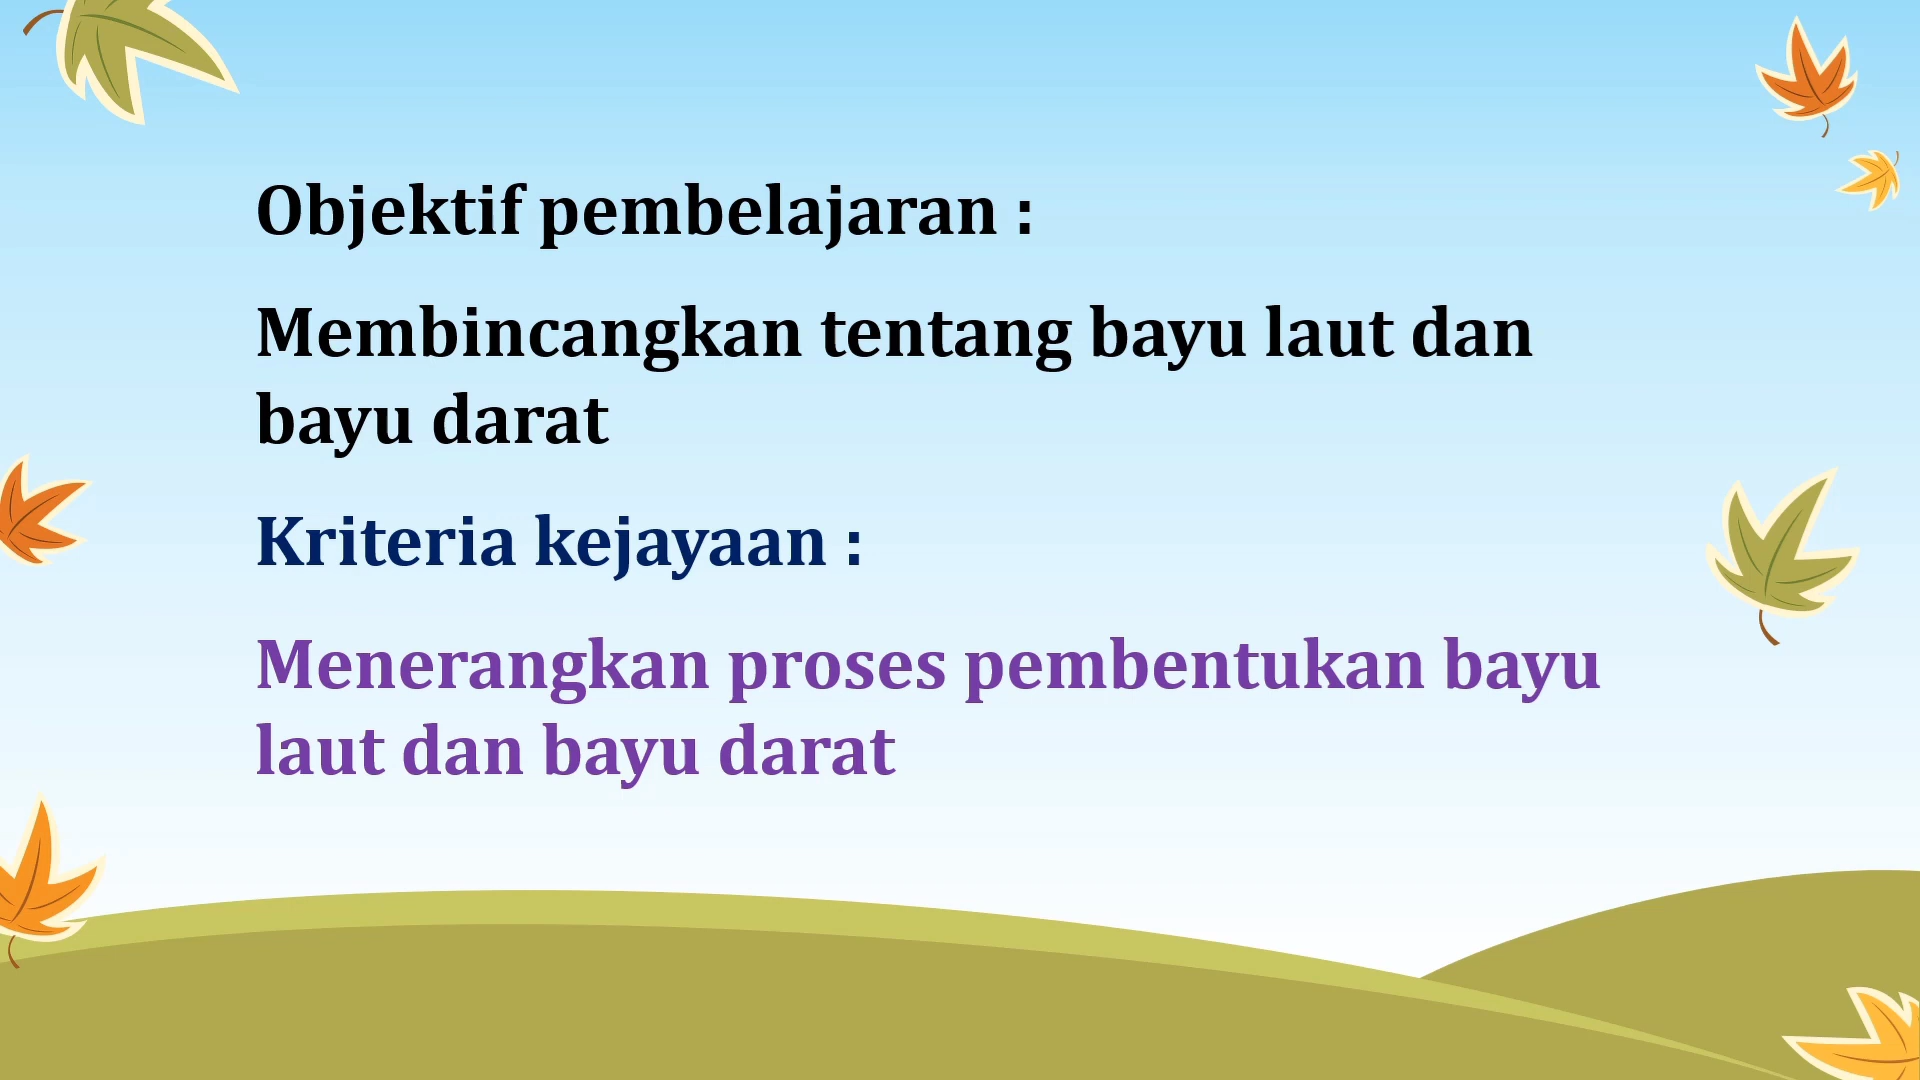 Objektif pembelajaran :
Membincangkan tentang bayu laut dan
bayu darat
Kriteria kejayaan :
Menerangkan proses pembentukan bayu
laut dan bayu darat